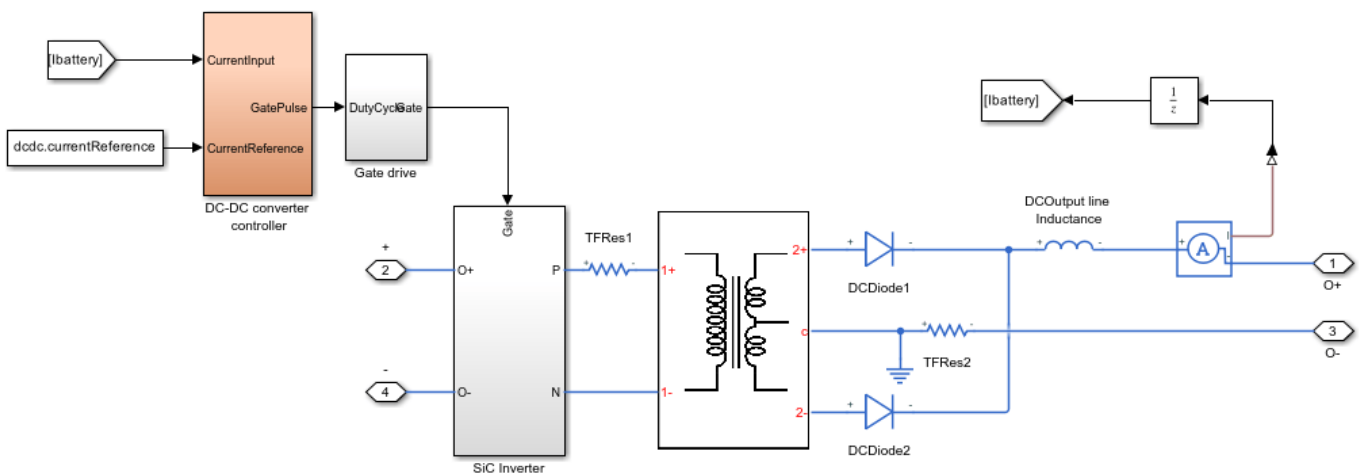 [Ibattery]
CurrentInput
GatePulse
CurrentReference
dcdc.currentReference
DC-DC converter
controller
DutyCycle
Gate
Gate drive
[Ibattery]
1
z
DCOutput line
Inductance
+ -
A
+
I
-
1
O+
3
O-
+
2
-
4
Gate
O+
P
O-
N
SiC Inverter
TFRes1
+ -
1+
1-
2+
c
2-
+ -
DCDiode1
+ -
TFRes2
+ -
DCDiode2